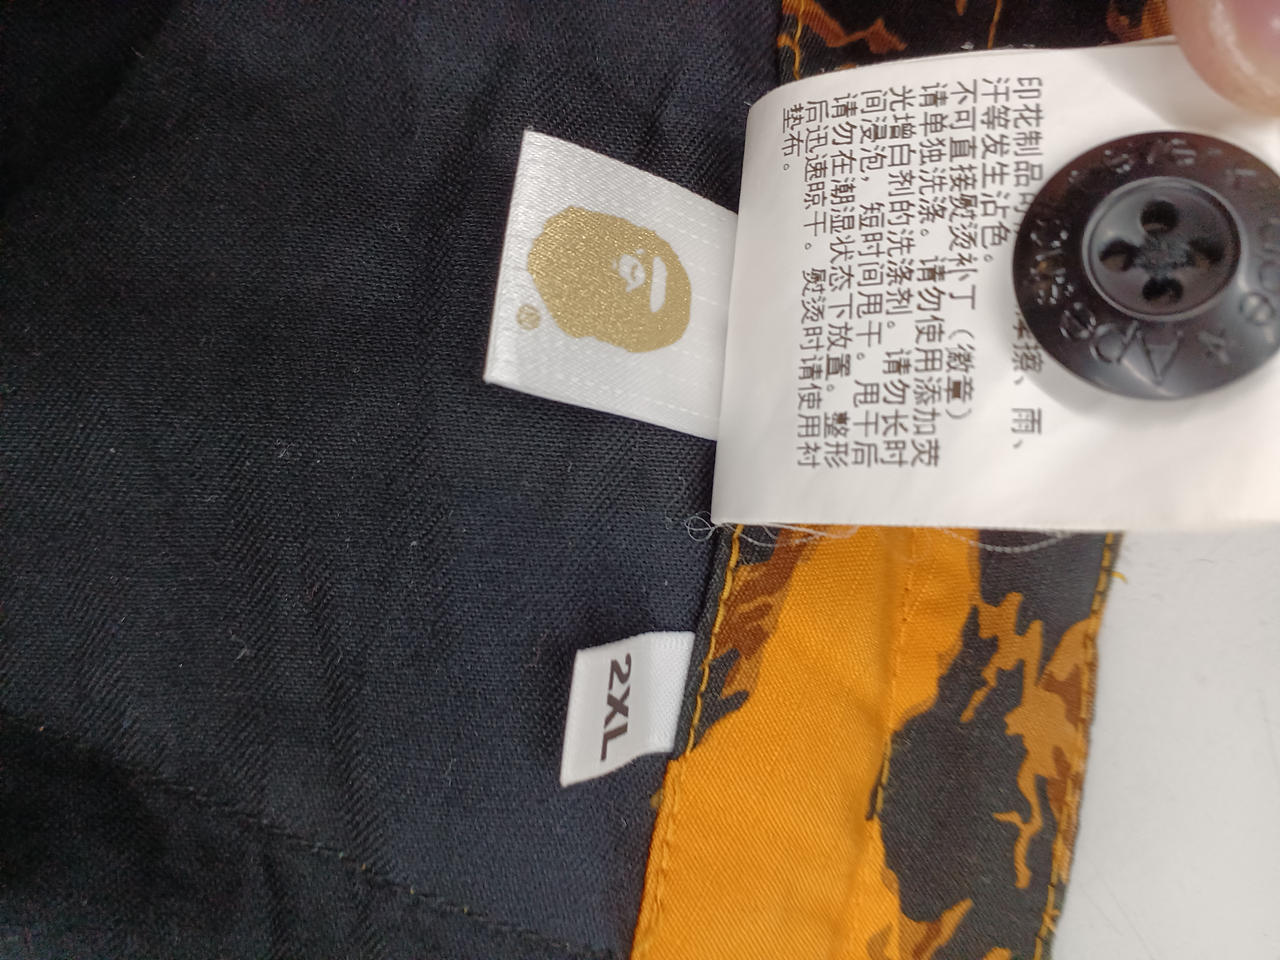 印花制品可 摩擦、雨、
汗等发生沾色。
不可直接熨烫补丁（徽章）
请单独洗涤。请勿使用添加荧
光增白剂的洗涤剂。请勿长时
间浸泡，短时间甩干。甩干后
请勿在潮湿状态下放置。整形
后迅速晾干。熨烫时请使用衬
垫布。
®
2XL